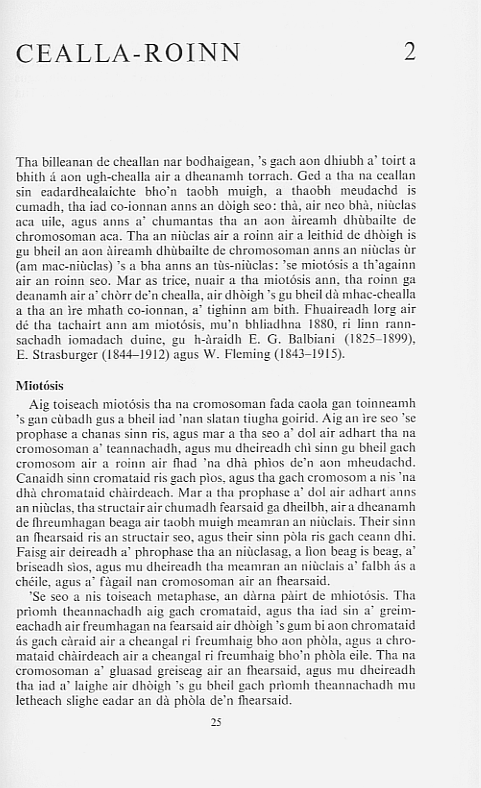 CEALLA-ROINN 2
Tha billeanan de cheallan nar bodhaigean, 's gach aon dhiubh a' toirt a
bhith á aon ugh-chealla air a dheanamh torrach. Ged a tha na ceallan
sin eadardhealaichte bho'n taobh muigh, a thaobh meudachd is
cumadh, tha iad co-ionnan anns an dòigh seo: thà, air neo bhà, niùclas
aca uile, agus anns a' chumantas tha an aon àireamh dhùbailte de
chromosoman aca. Tha an niùclas air a roinn air a leithid de dhòigh is
gu bheil an aon àireamh dhùbailte de chromosoman anns an niùclas ùr
(am mac-niùclas) 's a bha anns an tùs-niùclas: 'se miotósis a th'againn
air an roinn seo. Mar as trice, nuair a tha miotósis ann, tha roinn ga
deanamh air a' chòrr de'n chealla, air dhòigh 's gu bheil dà mhac-chealla
a tha an ìre mhath co-ionnan, a' tighinn am bith. Fhuaireadh lorg air
dé tha tachairt ann am miotósis, mu'n bhliadhna 1880, ri linn rann-
sachadh iomadach duine, gu h-àraidh E. G. Balbiani (1825–1899),
E. Strasburger (1844–1912) agus W. Fleming (1843–1915).
Miotósis
Aig toiseach miotósis tha na cromosoman fada caola gan toinneamh
's gan cùbadh gus a bheil iad 'nan slatan tiugha goirid. Aig an ìre seo 'se
prophase a chanas sinn ris, agus mar a tha seo a' dol air adhart tha na
cromosoman a' teannachadh, agus mu dheireadh chì sinn gu bheil gach
cromosom air a roinn air fhad 'na dhà phìos de'n aon mheudachd.
Canaidh sinn cromataid ris gach pìos, agus tha gach cromosom a nis 'na
dhà chromataid chàirdeach. Mar a tha prophase a' dol air adhart anns
an niùclas, tha structair air chumadh fearsaid ga dheilbh, air a dheanamh
de fhreumhagan beaga air taobh muigh meamran an niùclais. Their sinn
an fhearsaid ris an structair seo, agus their sinn pòla ris gach ceann dhi.
Faisg air deireadh a' phrophase tha an niùclasag, a lìon beag is beag, a'
briseadh sìos, agus mu dheireadh tha meamran an niùclais a' falbh ás a
chéile, agus a' fàgail nan cromosoman air an fhearsaid.
'Se seo a nis toiseach metaphase, an dàrna pàirt de mhiotósis. Tha
prìomh theannachadh aig gach cromataid, agus tha iad sin a' greim-
eachadh air freumhagan na fearsaid air dhòigh 's gum bi aon chromataid
ás gach càraid air a cheangal ri freumhaig bho aon phòla, agus a chro-
mataid chàirdeach air a cheangal ri freumhaig bho'n phòla eile. Tha na
cromosoman a' gluasad greiseag air an fhearsaid, agus mu dheireadh
tha iad a' laighe air dhòigh 's gu bheil gach prìomh theannachadh mu
letheach slighe eadar an dà phòla de'n fhearsaid.
25